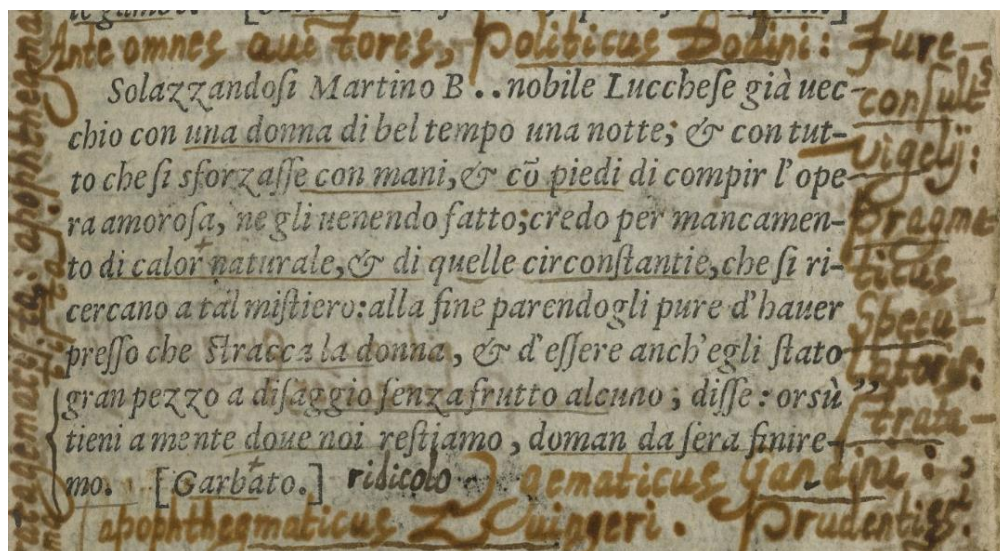 Ante omnes auctores, Politicus Bodini: Jure-
Solazzandoſi Martino B..nobile Luccheſe già uec-
consult9
chio con una donna di bel tempo una notte; & con tut-
Vigelij:
to che ſi sforzaſſe con mani, & cō piedi di compir l'ope
ra amoroſa, ne gli uenendo fatto; credo per mancamen-
Pragma-
to di calor naturale, & di quelle circonſtantie, che ſi ri-
ticus
cercano a tal miſtiero: alla fine parendogli pure d'hauer
Specu-
preſſo che ſtracca la donna, & d'eſſere anch'egli ſtato
latoris:
gran pezzo a diſaggio ſenza frutto alcuno; diſſe: orsù
Strata-
tieni a mente doue noi reſtiamo, doman da ſera finire-
mo. [Garbato.] ridicolo
gematicus Gandini:
apophthegmaticus Zuingeri. Prudentiſs.